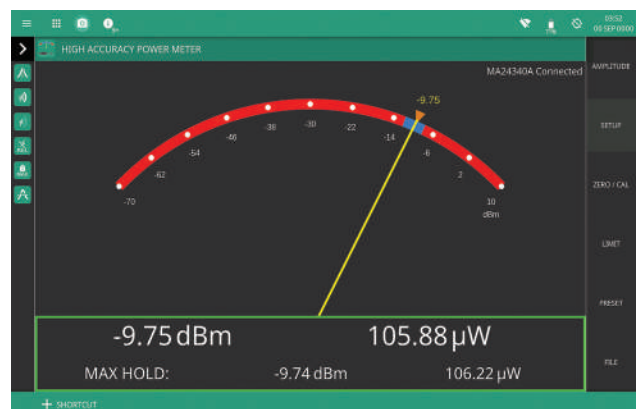 03:52
08 SEP 0000
HIGH ACCURACY POWER METER
MA24340A Connected
AMPLITUDE
SETUP
ZERO / CAL
LIMIT
PRESET
FILE
-9.75
-70
-62
-54
-46
-38
-30
-22
-14
-6
2
10
dBm
-9.75 dBm
105.88 µW
MAX HOLD:
-9.74 dBm
106.22 µW
+ SHORTCUT